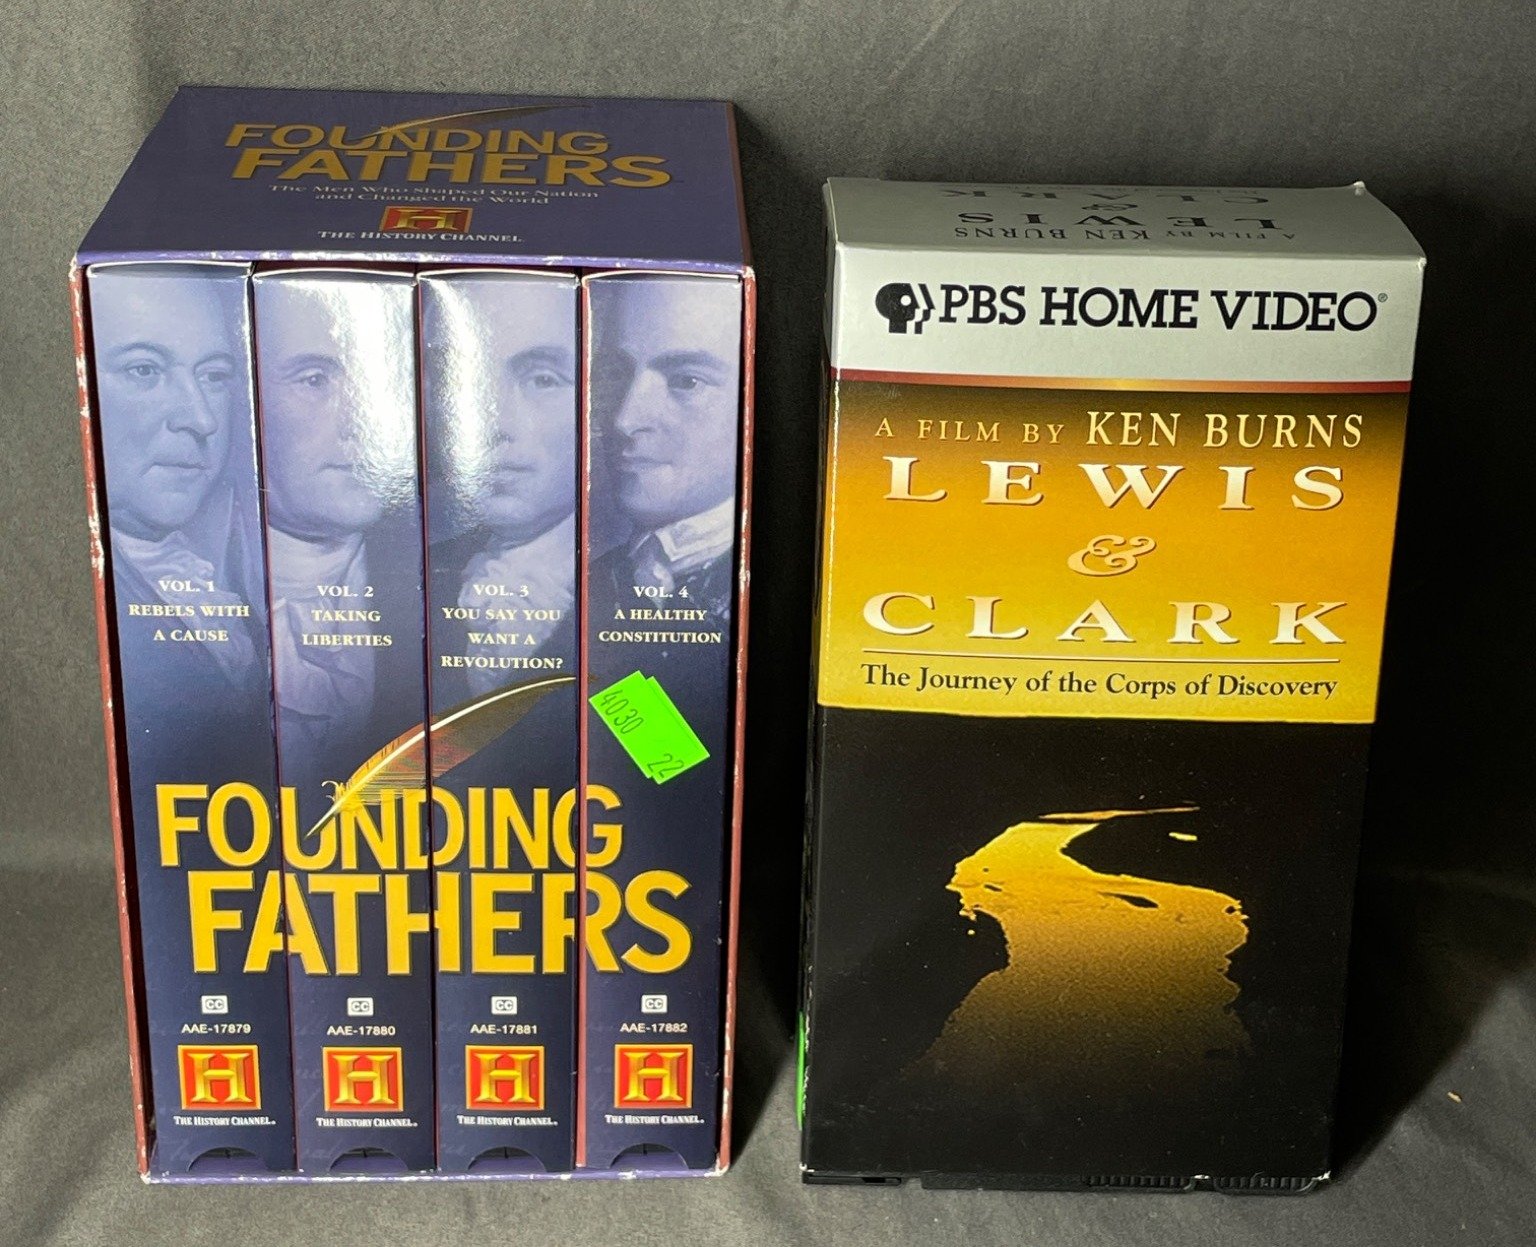 FOUNDING
FATHERS
The Men Who Shaped Our Nation
and Changed the World
H
THE HISTORY CHANNEL
VOL. 1
REBELS WITH
A CAUSE
VOL. 2
TAKING
LIBERTIES
VOL. 3
YOU SAY YOU
WANT A
REVOLUTION?
VOL. 4
A HEALTHY
CONSTITUTION
4030
22
FOUNDING
FATHERS
CC
AAE-17879
H
THE HISTORY CHANNEL.
CC
AAE-17880
H
THE HISTORY CHANNEL.
CC
AAE-17881
H
THE HISTORY CHANNEL.
CC
AAE-17882
H
THE HISTORY CHANNEL.
A FILM BY KEN BURNS
LEWIS
&
CLARK
PBS HOME VIDEO®
A FILM BY KEN BURNS
LEWIS
&
CLARK
The Journey of the Corps of Discovery